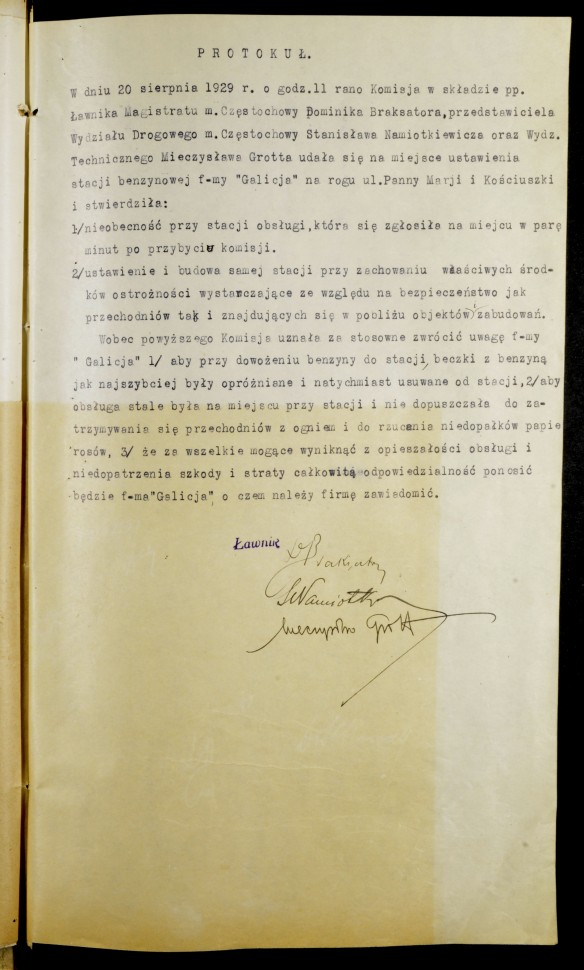 P R O T O K U Ł.
W dniu 20 sierpnia 1929 r. o godz.11 rano Komisja w składzie pp.
Ławnika Magistratu m.Częstochowy Dominika Braksatora,przedstawiciela
Wydziału Drogowego m.Częstochowy Stanisława Namiotkiewicza oraz Wydz.
Technicznego Mieczysława Grotta udała się na miejsce ustawienia
stacji benzynowej f-my "Galicja" na rogu ul.Panny Marji i Kościuszki
i stwierdziła:
1/nieobecność przy stacji obsługi,która się zgłosiła na miejcu w parę
minut po przybyciu komisji.
2/ustawienie i budowa samej stacji przy zachowaniu właściwych środ-
ków ostrożności wystarczające ze względu na bezpieczeństwo jak
przechodniów tak i znajdujących się w pobliżu objektów zabudowań.
Wobec powyższego Komisja uznała za stosowne zwrócić uwagę f-my
" Galicja" 1/ aby przy dowożeniu benzyny do stacji, beczki z benzyną
jak najszybciej były opróżniane i natychmiast usuwane od stacji,2/aby
obsługa stale była na miejscu przy stacji i nie dopuszczała do za-
trzymywania się przechodniów z ogniem i do rzucania niedopałków papie
rosów, 3/ że za wszelkie mogące wyniknąć z opieszałości obsługi i
niedopatrzenia szkody i straty całkowitą odpowiedzialność ponosić
będzie f-ma"Galicja", o czem należy firmę zawiadomić.
Ławnik D Braksator
SNamiotk
Mieczysław Grott